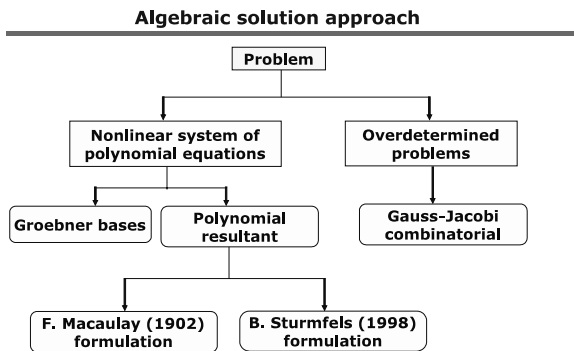 Algebraic solution approach
Problem
Nonlinear system of
polynomial equations
Overdetermined
problems
Groebner bases
Polynomial
resultant
Gauss-Jacobi
combinatorial
F. Macaulay (1902)
formulation
B. Sturmfels (1998)
formulation